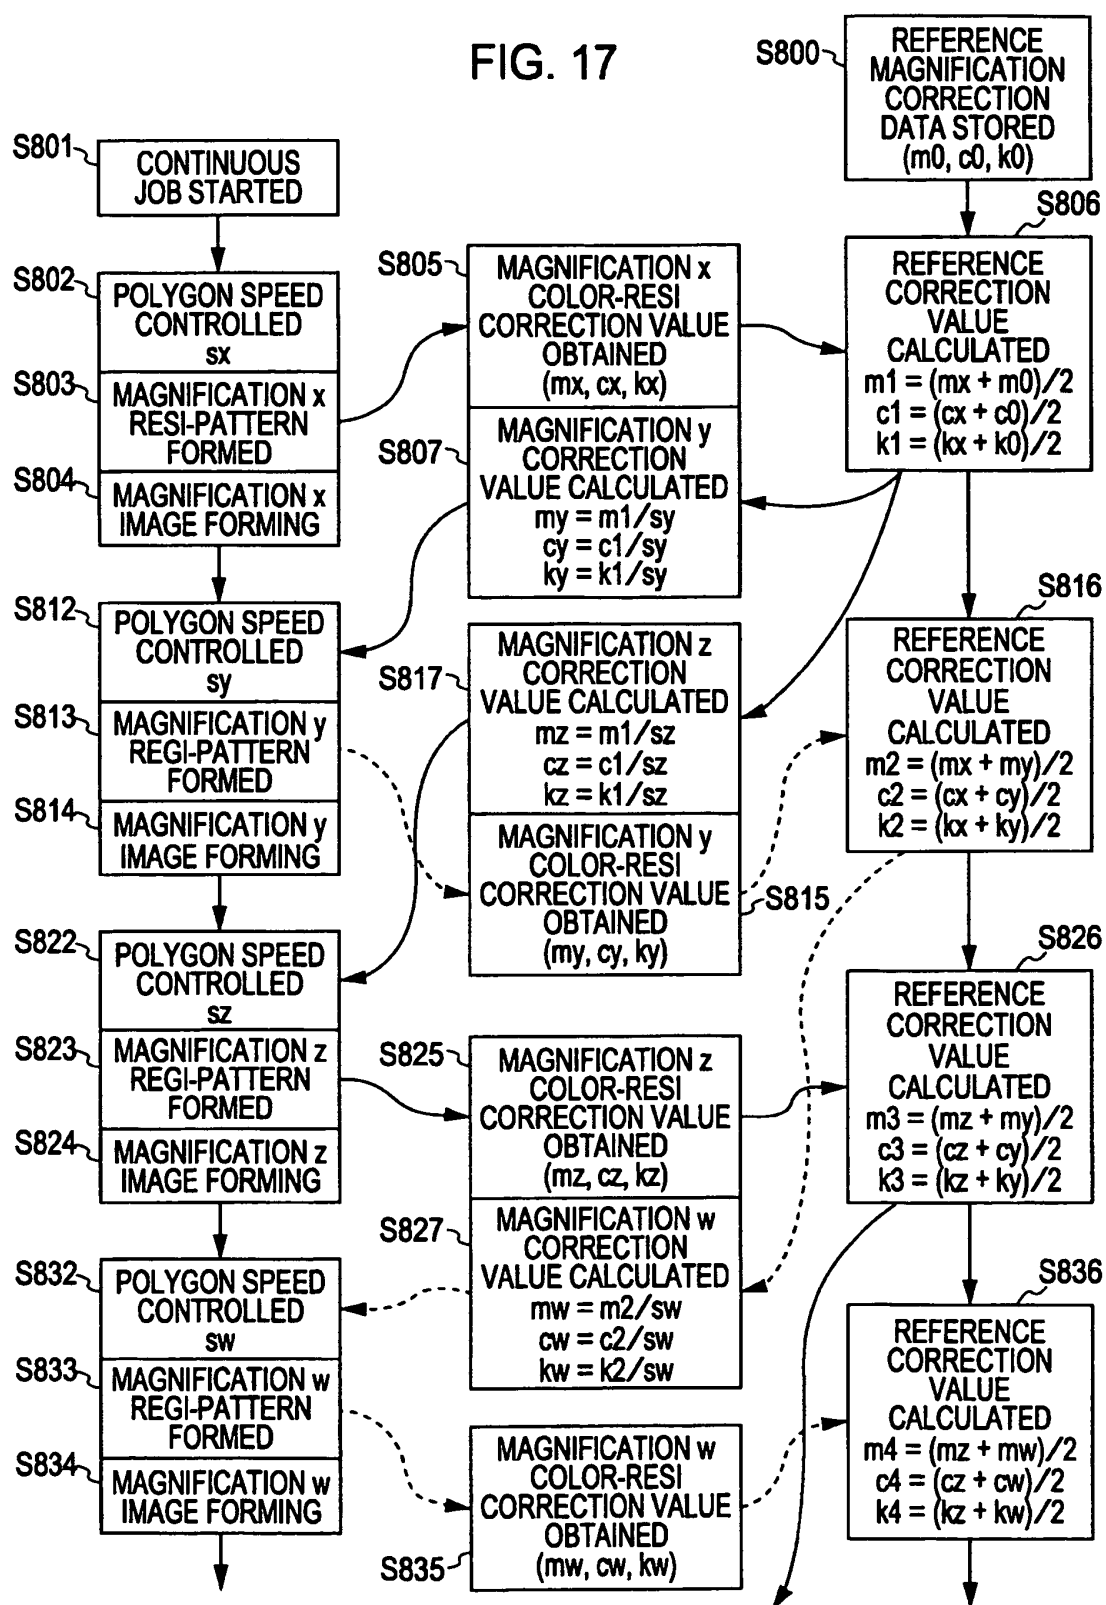 FIG. 17
S800
REFERENCE
MAGNIFICATION
CORRECTION
DATA STORED
(m0, c0, k0)
S801
CONTINUOUS
JOB STARTED
S802
POLYGON SPEED
CONTROLLED
sx
S803
MAGNIFICATION x
RESI-PATTERN
FORMED
S804
MAGNIFICATION x
IMAGE FORMING
S805
MAGNIFICATION x
COLOR-RESI
CORRECTION VALUE
OBTAINED
(mx, cx, kx)
S806
REFERENCE
CORRECTION
VALUE
CALCULATED
m1 = (mx + m0)/2
c1 = (cx + c0)/2
k1 = (kx + k0)/2
S807
MAGNIFICATION y
CORRECTION
VALUE CALCULATED
my = m1/sy
cy = c1/sy
ky = k1/sy
S812
POLYGON SPEED
CONTROLLED
sy
S813
MAGNIFICATION y
REGI-PATTERN
FORMED
S814
MAGNIFICATION y
IMAGE FORMING
S817
MAGNIFICATION z
CORRECTION
VALUE CALCULATED
mz = m1/sz
cz = c1/sz
kz = k1/sz
MAGNIFICATION y
COLOR-RESI
CORRECTION VALUE
OBTAINED
(my, cy, ky)
S815
S816
REFERENCE
CORRECTION
VALUE
CALCULATED
m2 = (mx + my)/2
c2 = (cx + cy)/2
k2 = (kx + ky)/2
S822
POLYGON SPEED
CONTROLLED
sz
S823
MAGNIFICATION z
REGI-PATTERN
FORMED
S824
MAGNIFICATION z
IMAGE FORMING
S825
MAGNIFICATION z
COLOR-RESI
CORRECTION VALUE
OBTAINED
(mz, cz, kz)
S826
REFERENCE
CORRECTION
VALUE
CALCULATED
m3 = (mz + my)/2
c3 = (cz + cy)/2
k3 = (kz + ky)/2
S827
MAGNIFICATION w
CORRECTION
VALUE CALCULATED
mw = m2/sw
cw = c2/sw
kw = k2/sw
S832
POLYGON SPEED
CONTROLLED
sw
S833
MAGNIFICATION w
REGI-PATTERN
FORMED
S834
MAGNIFICATION w
IMAGE FORMING
MAGNIFICATION w
COLOR-RESI
CORRECTION VALUE
OBTAINED
(mw, cw, kw)
S835
S836
REFERENCE
CORRECTION
VALUE
CALCULATED
m4 = (mz + mw)/2
c4 = (cz + cw)/2
k4 = (kz + kw)/2